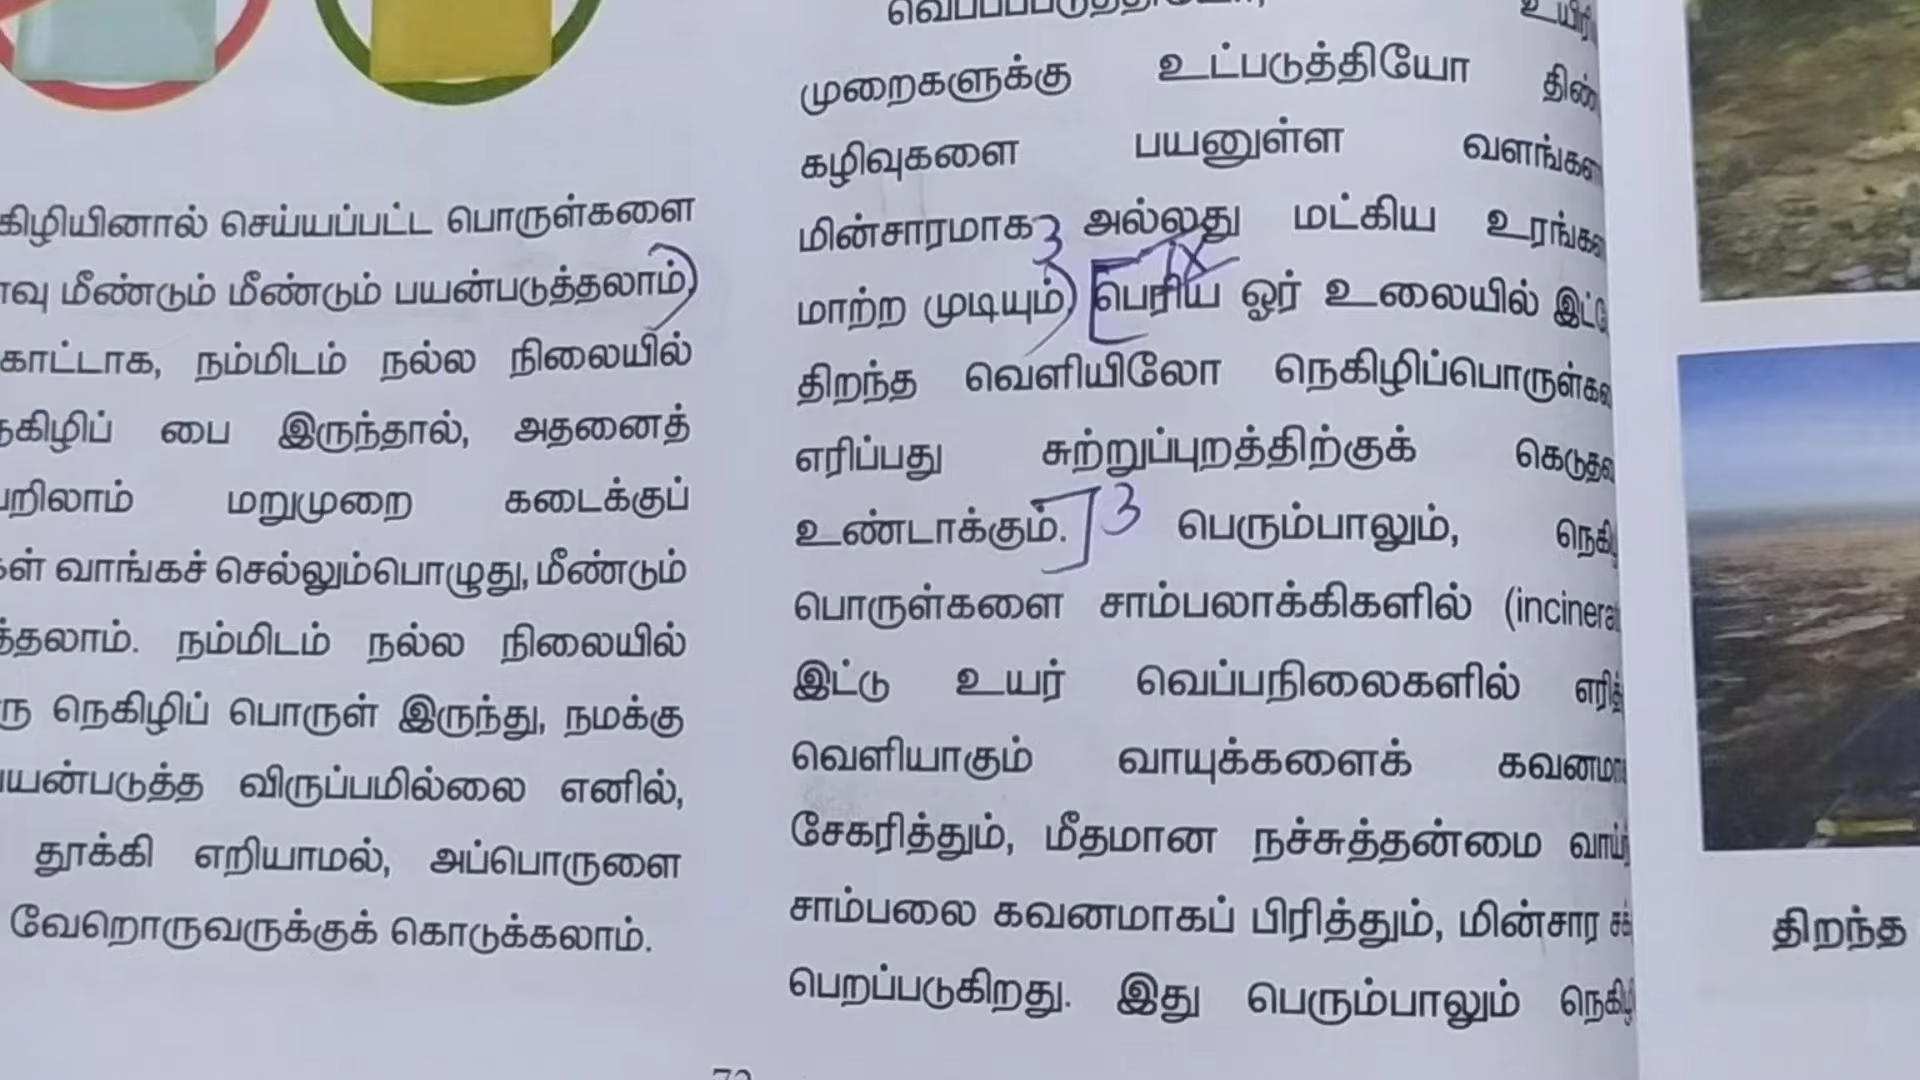 செய்யப்பட்ட பொருள்களை
மீண்டும் மீண்டும் பயன்படுத்தலாம்
நம்மிடம் நல்ல நிலையில்
பை இருந்தால், அதனைத்
மறுமுறை கடைக்குப்
வாங்கச் செல்லும்பொழுது, மீண்டும்
நம்மிடம் நல்ல நிலையில்
நெகிழிப் பொருள் இருந்து, நமக்கு
விருப்பமில்லை எனில்,
தூக்கி எறியாமல், அப்பொருளை
வேறொருவருக்குக் கொடுக்கலாம்.
முறைகளுக்கு உட்படுத்தியோ
கழிவுகளை பயனுள்ள
மின்சாரமாக 3 அல்லது மட்கிய
மாற்ற முடியும் பெரிய ஓர் உலையில்
திறந்த வெளியிலோ
எரிப்பது சுற்றுப்புறத்திற்குக்
உண்டாக்கும். 3 பெரும்பாலும்,
பொருள்களை சாம்பலாக்கிகளில்
இட்டு உயர் வெப்பநிலைகளில்
வெளியாகும் வாயுக்களைக்
சேகரித்தும், மீதமான நச்சுத்தன்மை
சாம்பலை கவனமாகப் பிரித்தும், மின்சார
பெறப்படுகிறது. இது பெரும்பாலும்
திறந்த